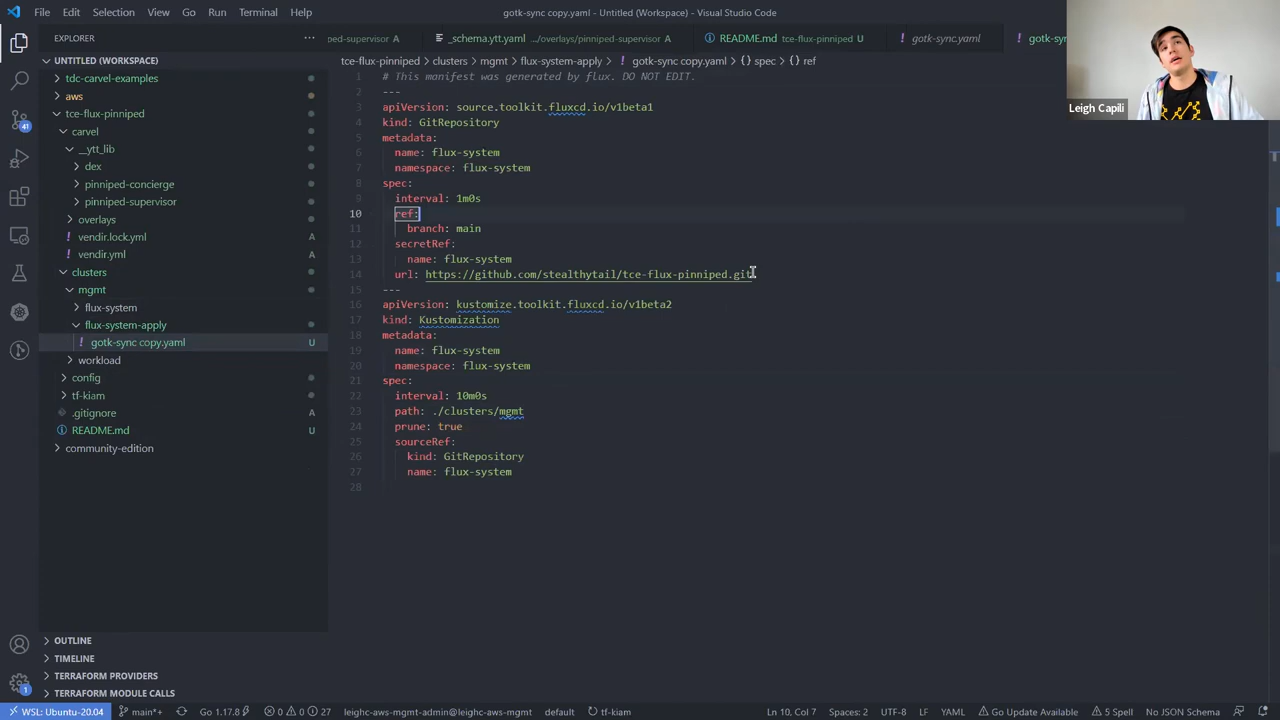 File Edit Selection View Go Run Terminal Help
gotk-sync copy.yaml - Untitled (Workspace) - Visual Studio Code
EXPLORER
ped-supervisor A
_schema.ytt.yaml .../overlays/pinniped-supervisor A
README.md tce-flux-pinniped U
gotk-sync.yaml
gotk-sy
UNTITLED (WORKSPACE)
tdc-carvel-examples
aws
tce-flux-pinniped
carvel
__ytt_lib
dex
pinniped-concierge
pinniped-supervisor
overlays
vendir.lock.yml A
vendir.yml A
clusters
mgmt
flux-system
flux-system-apply
gotk-sync copy.yaml U
workload
config
tf-kiam
.gitignore A
README.md U
community-edition
OUTLINE
TIMELINE
TERRAFORM PROVIDERS
TERRAFORM MODULE CALLS
41
1
tce-flux-pinniped > clusters > mgmt > flux-system-apply > gotk-sync copy.yaml > {} spec > {} ref
1 # This manifest was generated by flux. DO NOT EDIT.
2 ---
3 apiVersion: source.toolkit.fluxcd.io/v1beta1
4 kind: GitRepository
5 metadata:
6 name: flux-system
7 namespace: flux-system
8 spec:
9 interval: 1m0s
10 ref:
11 branch: main
12 secretRef:
13 name: flux-system
14 url: https://github.com/stealthytail/tce-flux-pinniped.git
15 ---
16 apiVersion: kustomize.toolkit.fluxcd.io/v1beta2
17 kind: Kustomization
18 metadata:
19 name: flux-system
20 namespace: flux-system
21 spec:
22 interval: 10m0s
23 path: ./clusters/mgmt
24 prune: true
25 sourceRef:
26 kind: GitRepository
27 name: flux-system
28
Leigh Capili
WSL: Ubuntu-20.04 main*+ Go 1.17.8 0 0 27 leighc-aws-mgmt-admin@leighc-aws-mgmt default tf-kiam Ln 10, Col 7 Spaces: 2 UTF-8 LF YAML Go Update Available 5 Spell No JSON Schema